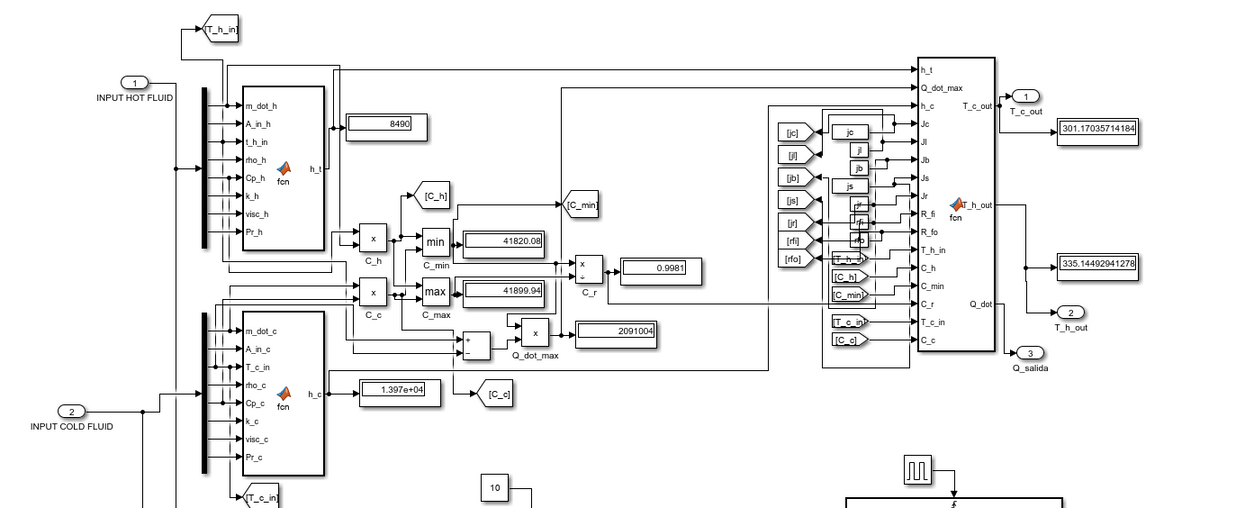 [T_h_in]
1
INPUT HOT FLUID
m_dot_h
A_in_h
t_h_in
rho_h
Cp_h
k_h
visc_h
Pr_h
fcn
h_t
8490
[C_h]
x
C_h
x
C_c
min
C_min
max
C_max
41820.08
41899.94
[C_min]
x
÷
C_r
0.9981
+
−
x
Q_dot_max
2091004
[C_c]
2
INPUT COLD FLUID
m_dot_c
A_in_c
T_c_in
rho_c
Cp_c
k_c
visc_c
Pr_c
fcn
h_c
1.397e+04
[T_c_in]
10
[jc]
[jl]
[jb]
[js]
[jr]
[rfi]
[rfo]
jc
jl
jb
js
jr
rfi
rfo
[C_h]
[C_min]
[T_c_in]
[C_c]
h_t
Q_dot_max
h_c
Jc
Jl
Jb
Js
Jr
R_fi
R_fo
T_h_in
C_h
C_min
C_r
T_c_in
C_c
fcn
T_c_out
T_h_out
Q_dot
1
T_c_out
301.17035714184
335.14492941278
2
T_h_out
3
Q_salida